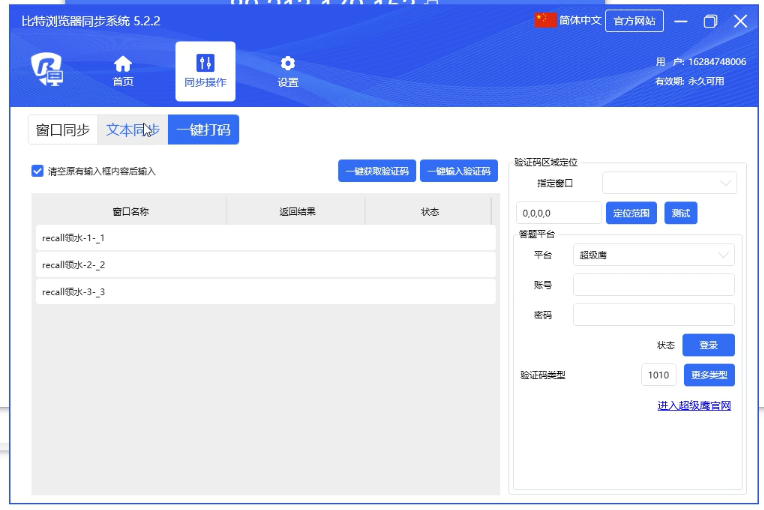 比特浏览器同步系统 5.2.2
简体中文 官方网站
首页 同步操作 设置
用 户: 16284748006
有效期: 永久可用
窗口同步 文本同步 一键打码
清空原有输入框内容后输入 一键获取验证码 一键输入验证码
窗口名称 返回结果 状态
recall领水-1-_1
recall领水-2-_2
recall领水-3-_3
验证码区域定位
指定窗口
0,0,0,0 定位范围 测试
答题平台
平台 超级鹰
账号
密码
状态 登录
验证码类型 1010 更多类型
进入超级鹰官网